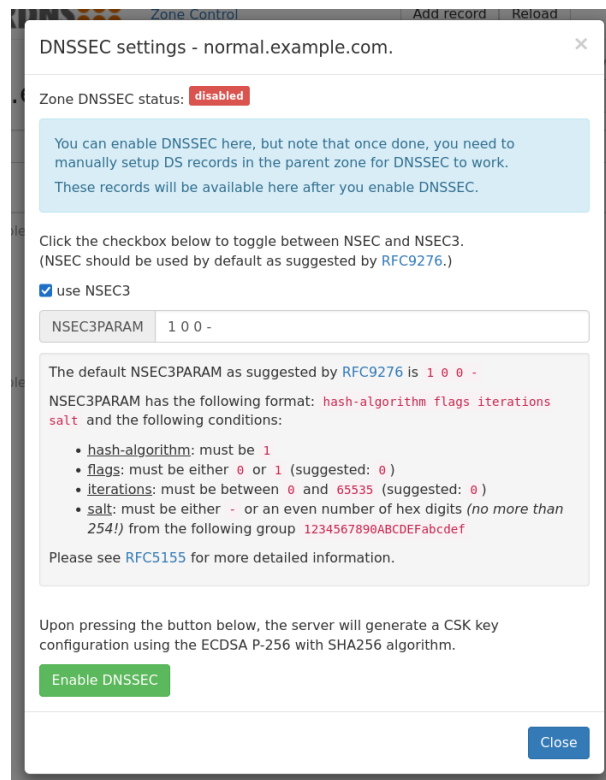 Zone Control
Add record
Reload
DNSSEC settings - normal.example.com.
×
Zone DNSSEC status: disabled
You can enable DNSSEC here, but note that once done, you need to
manually setup DS records in the parent zone for DNSSEC to work.
These records will be available here after you enable DNSSEC.
Click the checkbox below to toggle between NSEC and NSEC3.
(NSEC should be used by default as suggested by RFC9276.)
use NSEC3
NSEC3PARAM 1 0 0 -
The default NSEC3PARAM as suggested by RFC9276 is 1 0 0 -
NSEC3PARAM has the following format: hash-algorithm flags iterations
salt and the following conditions:
• hash-algorithm: must be 1
• flags: must be either 0 or 1 (suggested: 0)
• iterations: must be between 0 and 65535 (suggested: 0)
• salt: must be either - or an even number of hex digits (no more than
254!) from the following group 1234567890ABCDEFabcdef
Please see RFC5155 for more detailed information.
Upon pressing the button below, the server will generate a CSK key
configuration using the ECDSA P-256 with SHA256 algorithm.
Enable DNSSEC
Close